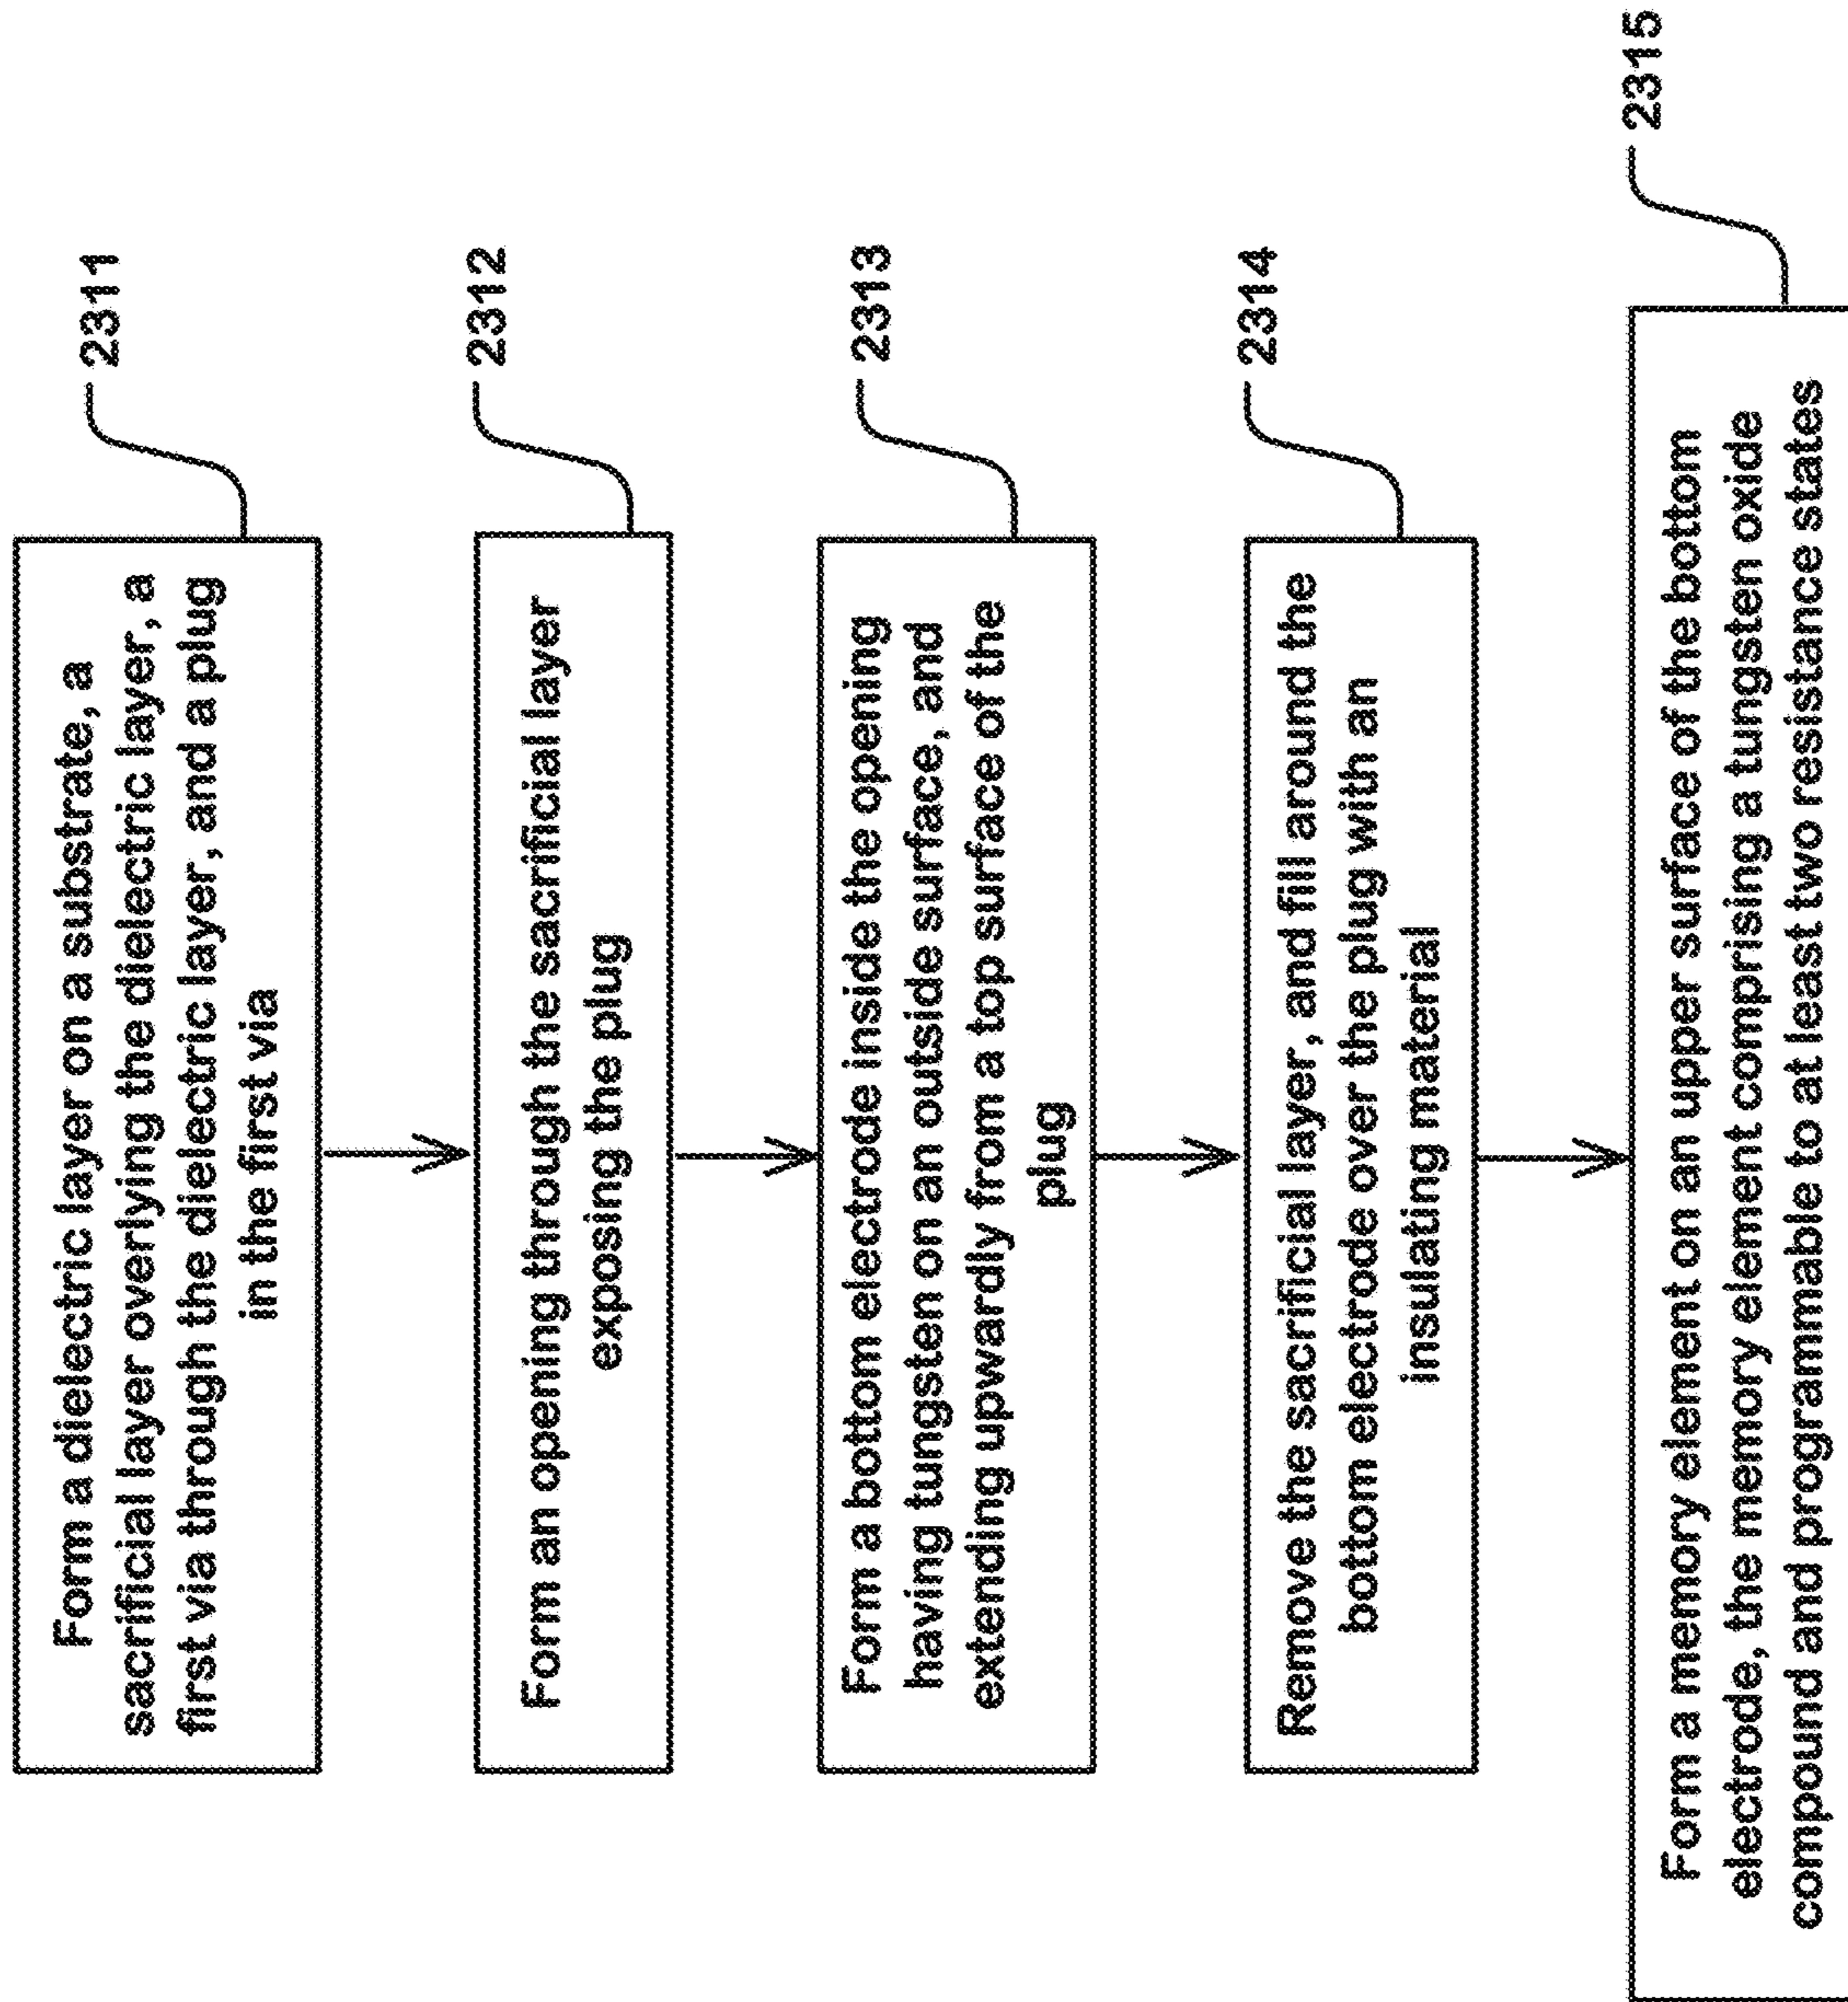 Form a dielectric layer on a substrate, a
sacrificial layer overlying the dielectric layer, a
first via through the dielectric layer, and a plug
in the first via
2311
Form an opening through the sacrificial layer
exposing the plug
2312
Form a bottom electrode inside the opening
having tungsten on an outside surface, and
extending upwardly from a top surface of the
plug
2313
Remove the sacrificial layer, and fill around the
bottom electrode over the plug with an
insulating material
2314
Form a memory element on an upper surface of the bottom
electrode, the memory element comprising a tungsten oxide
compound and programmable to at least two resistance states
2315